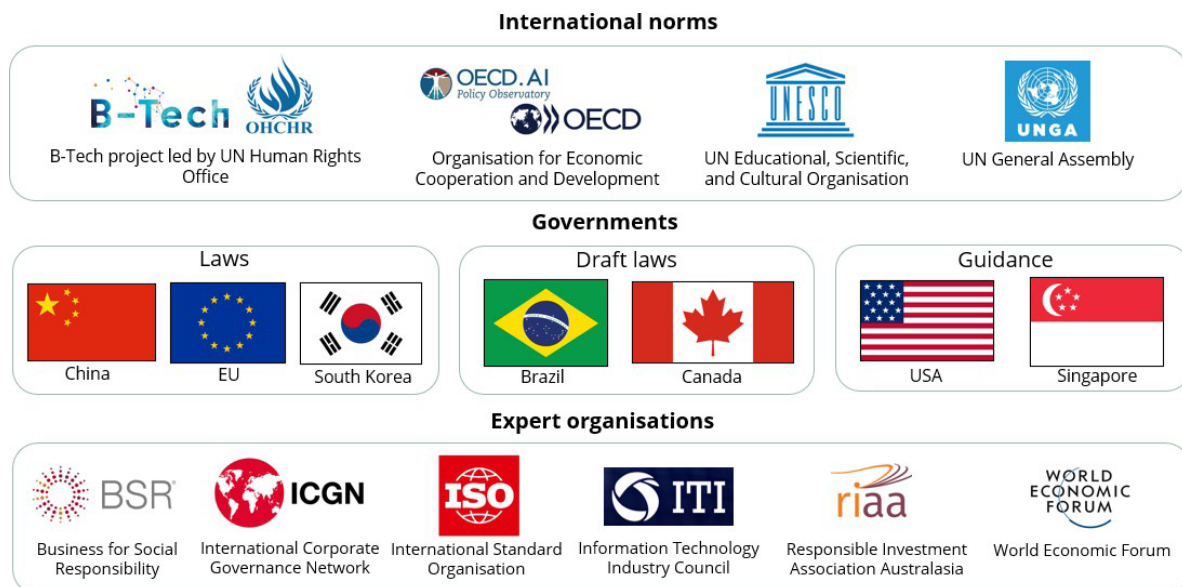 International norms
B-Tech
OHCHR
OECD.AI
Policy Observatory
OECD
UNESCO
UNGA
B-Tech project led by UN Human Rights
Office
Organisation for Economic
Cooperation and Development
UN Educational, Scientific,
and Cultural Organisation
UN General Assembly
Governments
Laws
China
EU
South Korea
Draft laws
Brazil
Canada
Guidance
USA
Singapore
Expert organisations
BSR®
ICGN
ISO
ITI
riaa
WORLD
ECONOMIC
FORUM
Business for Social
Responsibility
International Corporate
Governance Network
International Standard
Organisation
Information Technology
Industry Council
Responsible Investment
Association Australasia
World Economic Forum